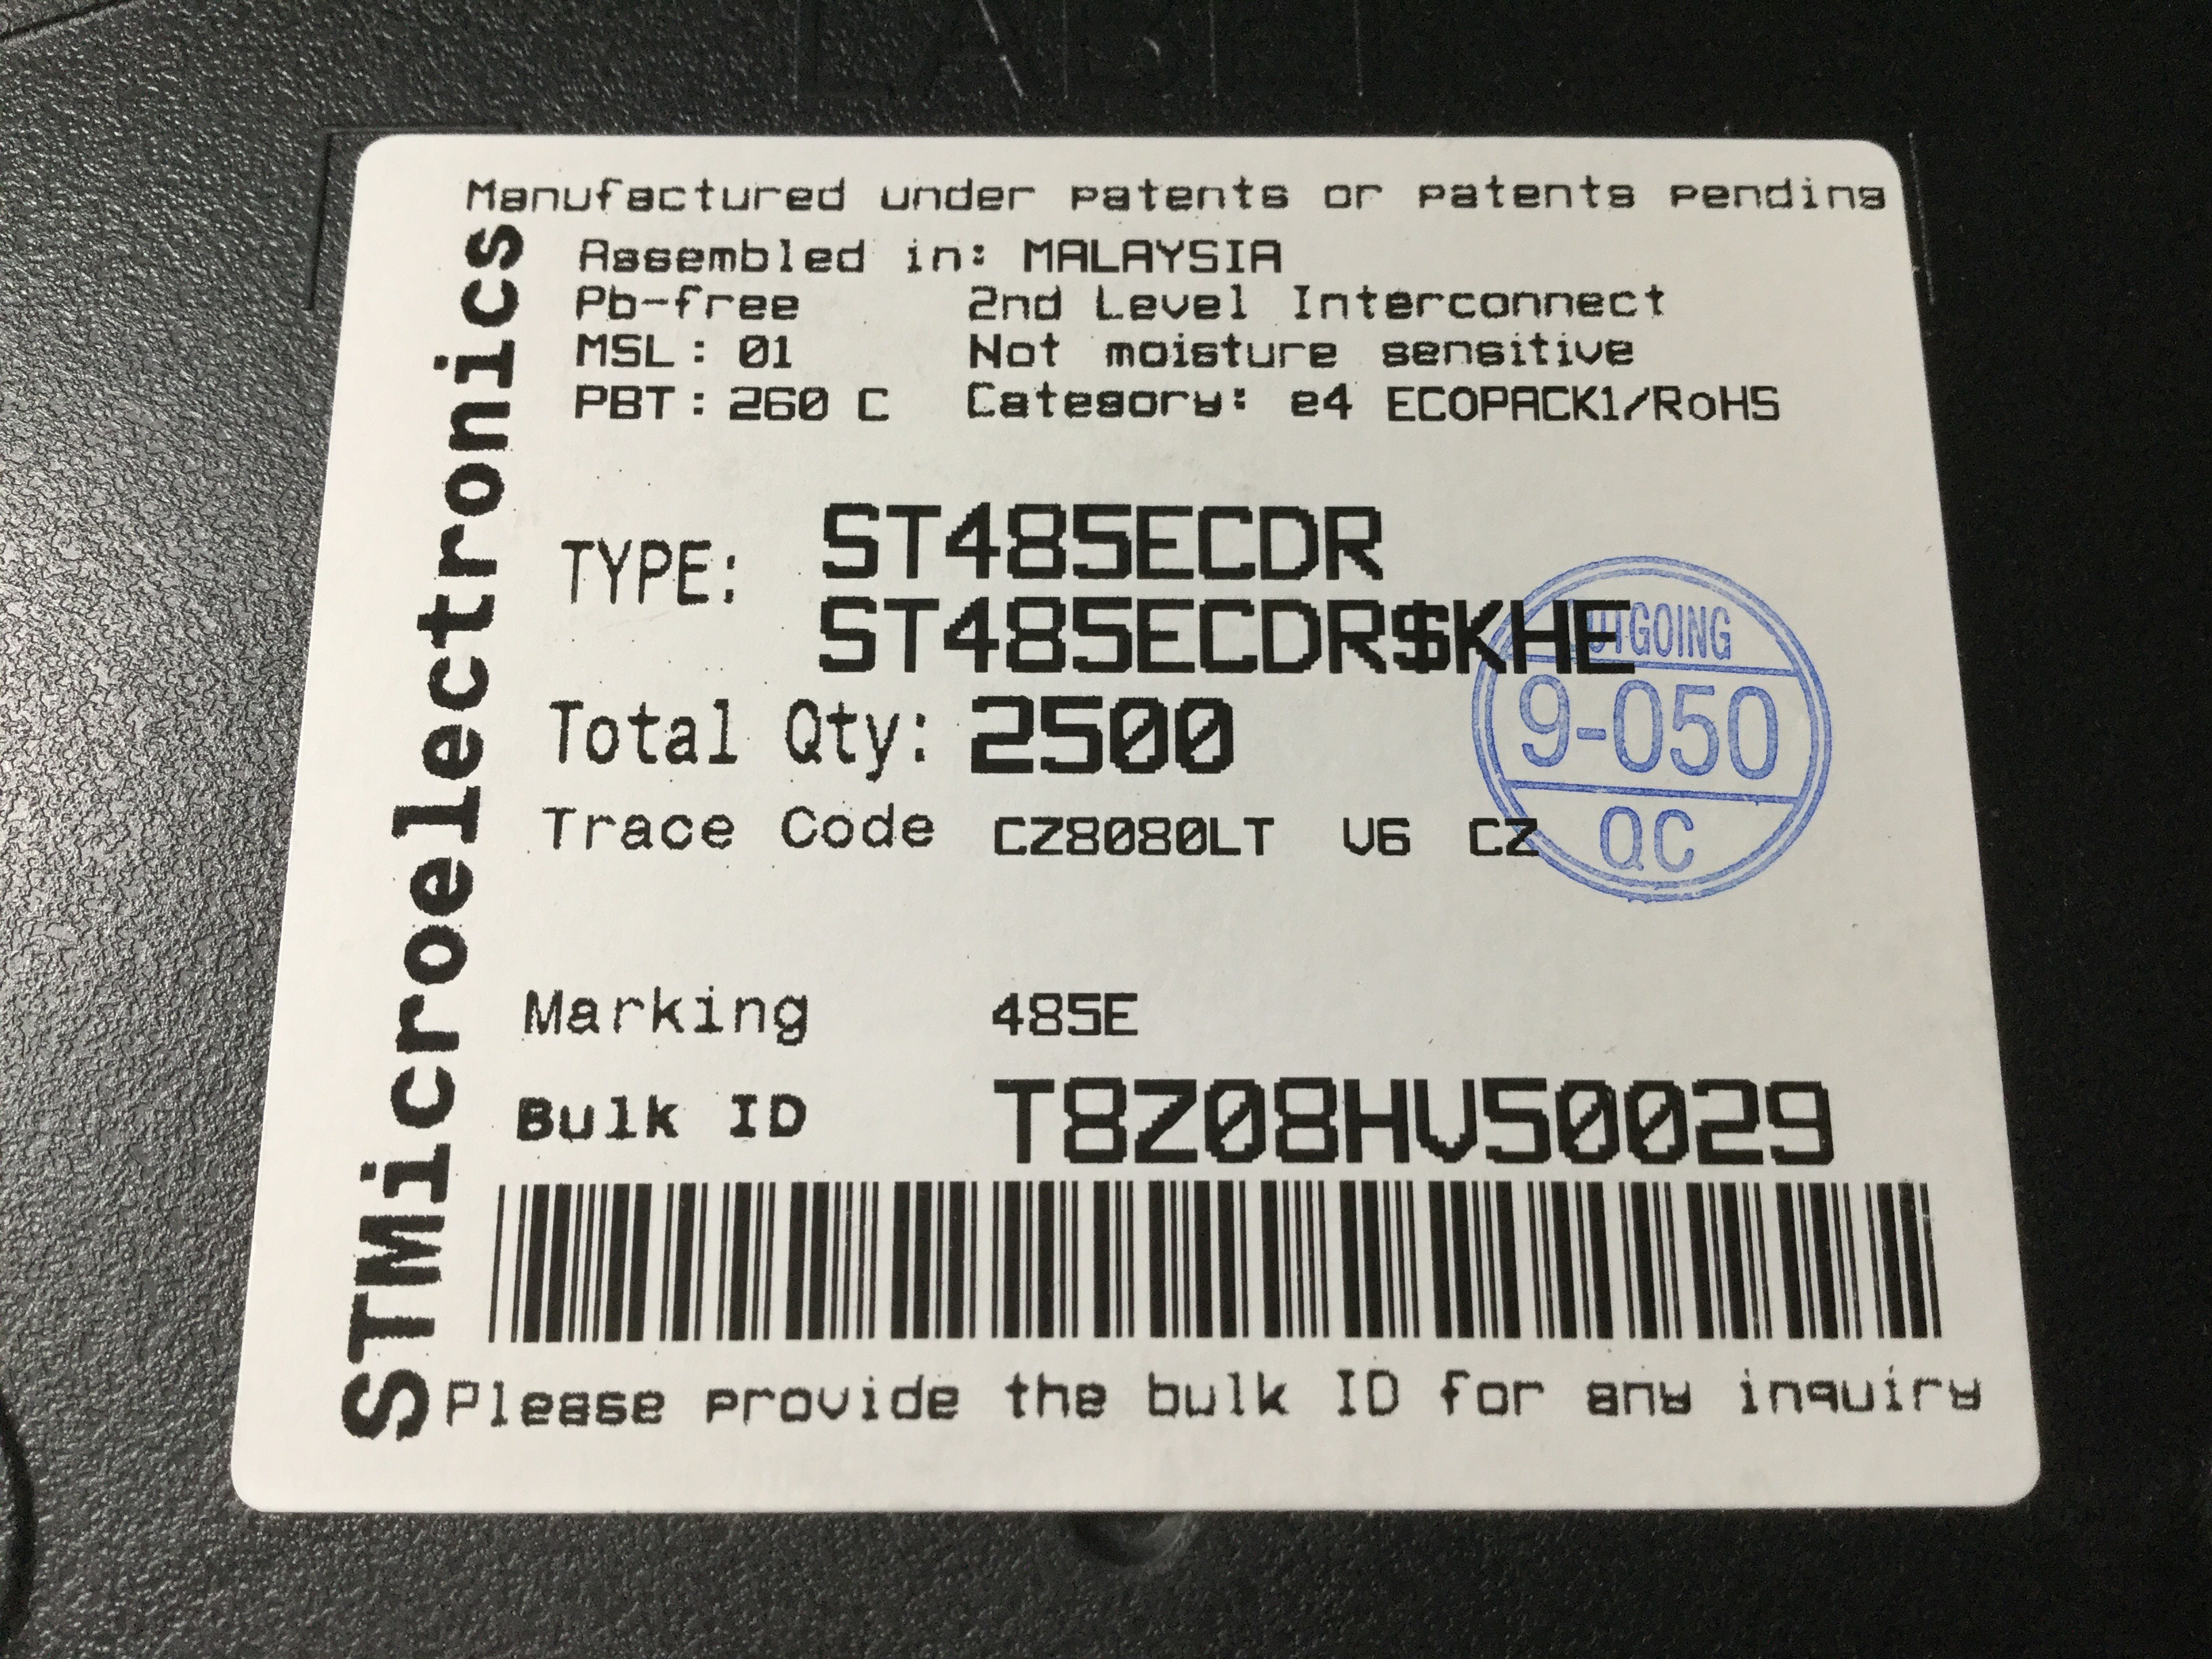 LABEL
Manufactured under patents or patents pending
STMicroelectronics
Assembled in: MALAYSIA
Pb-free 2nd Level Interconnect
MSL: 01 Not moisture sensitive
PBT: 260 C Category: e4 ECOPACK1/RoHS
TYPE: ST485ECDR
ST485ECDR$KHE
OUTGOING
9-050
QC
Total Qty: 2500
Trace Code CZ8080LT V6 CZ
Marking 485E
Bulk ID T8Z08HV50029
Please provide the bulk ID for any inquiry